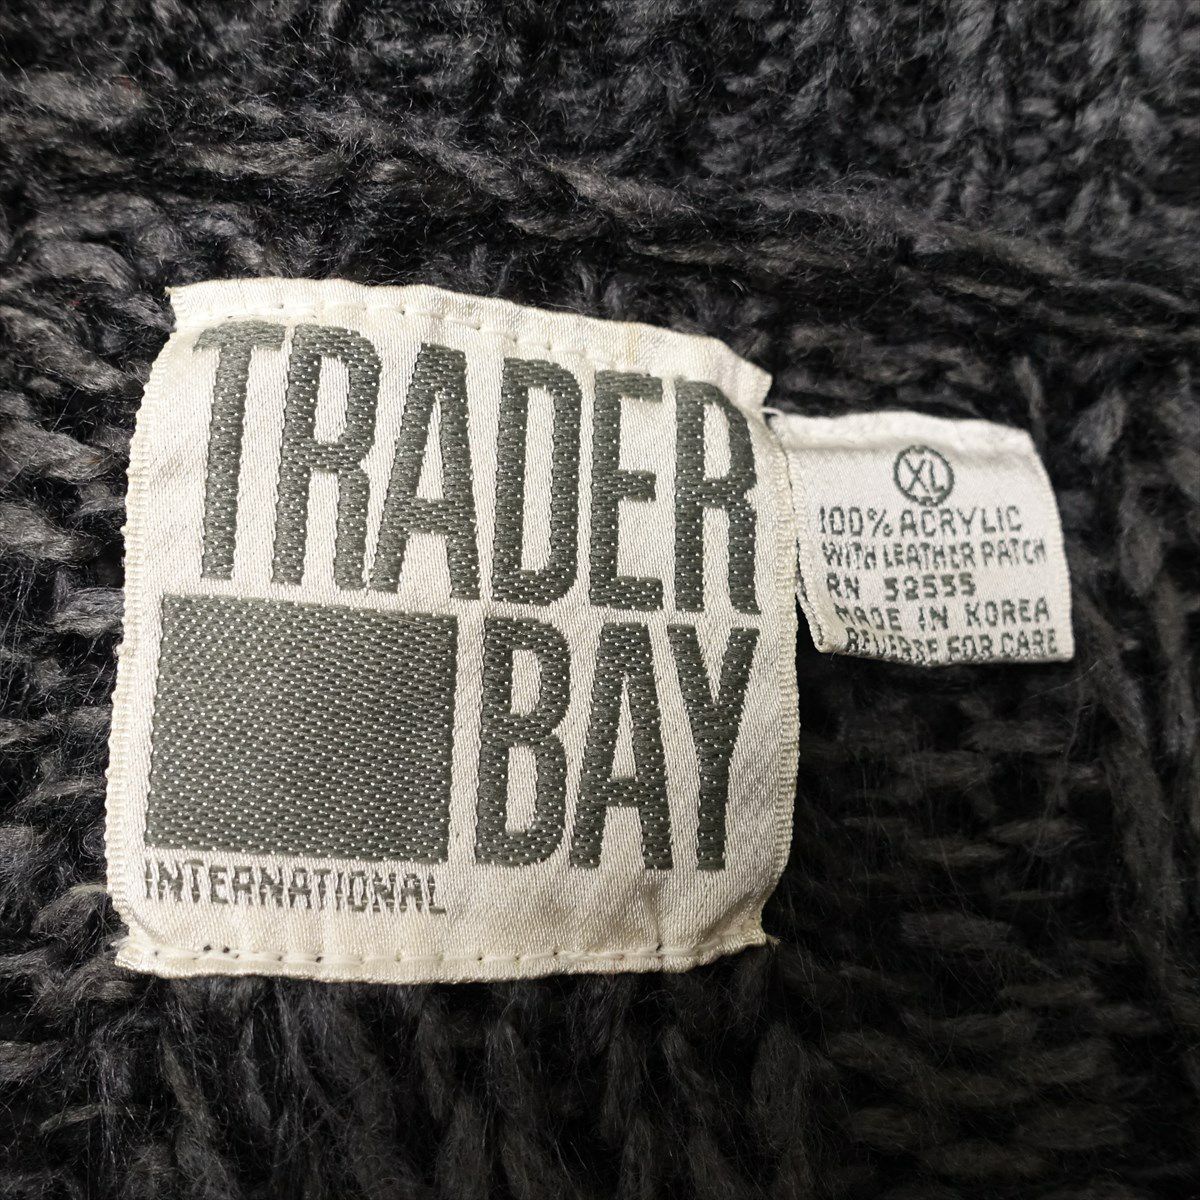 TRADER
BAY
INTERNATIONAL
XL
100% ACRYLIC
WITH LEATHER PATCH
RN 52555
MADE IN KOREA
REVERSE FOR CARE